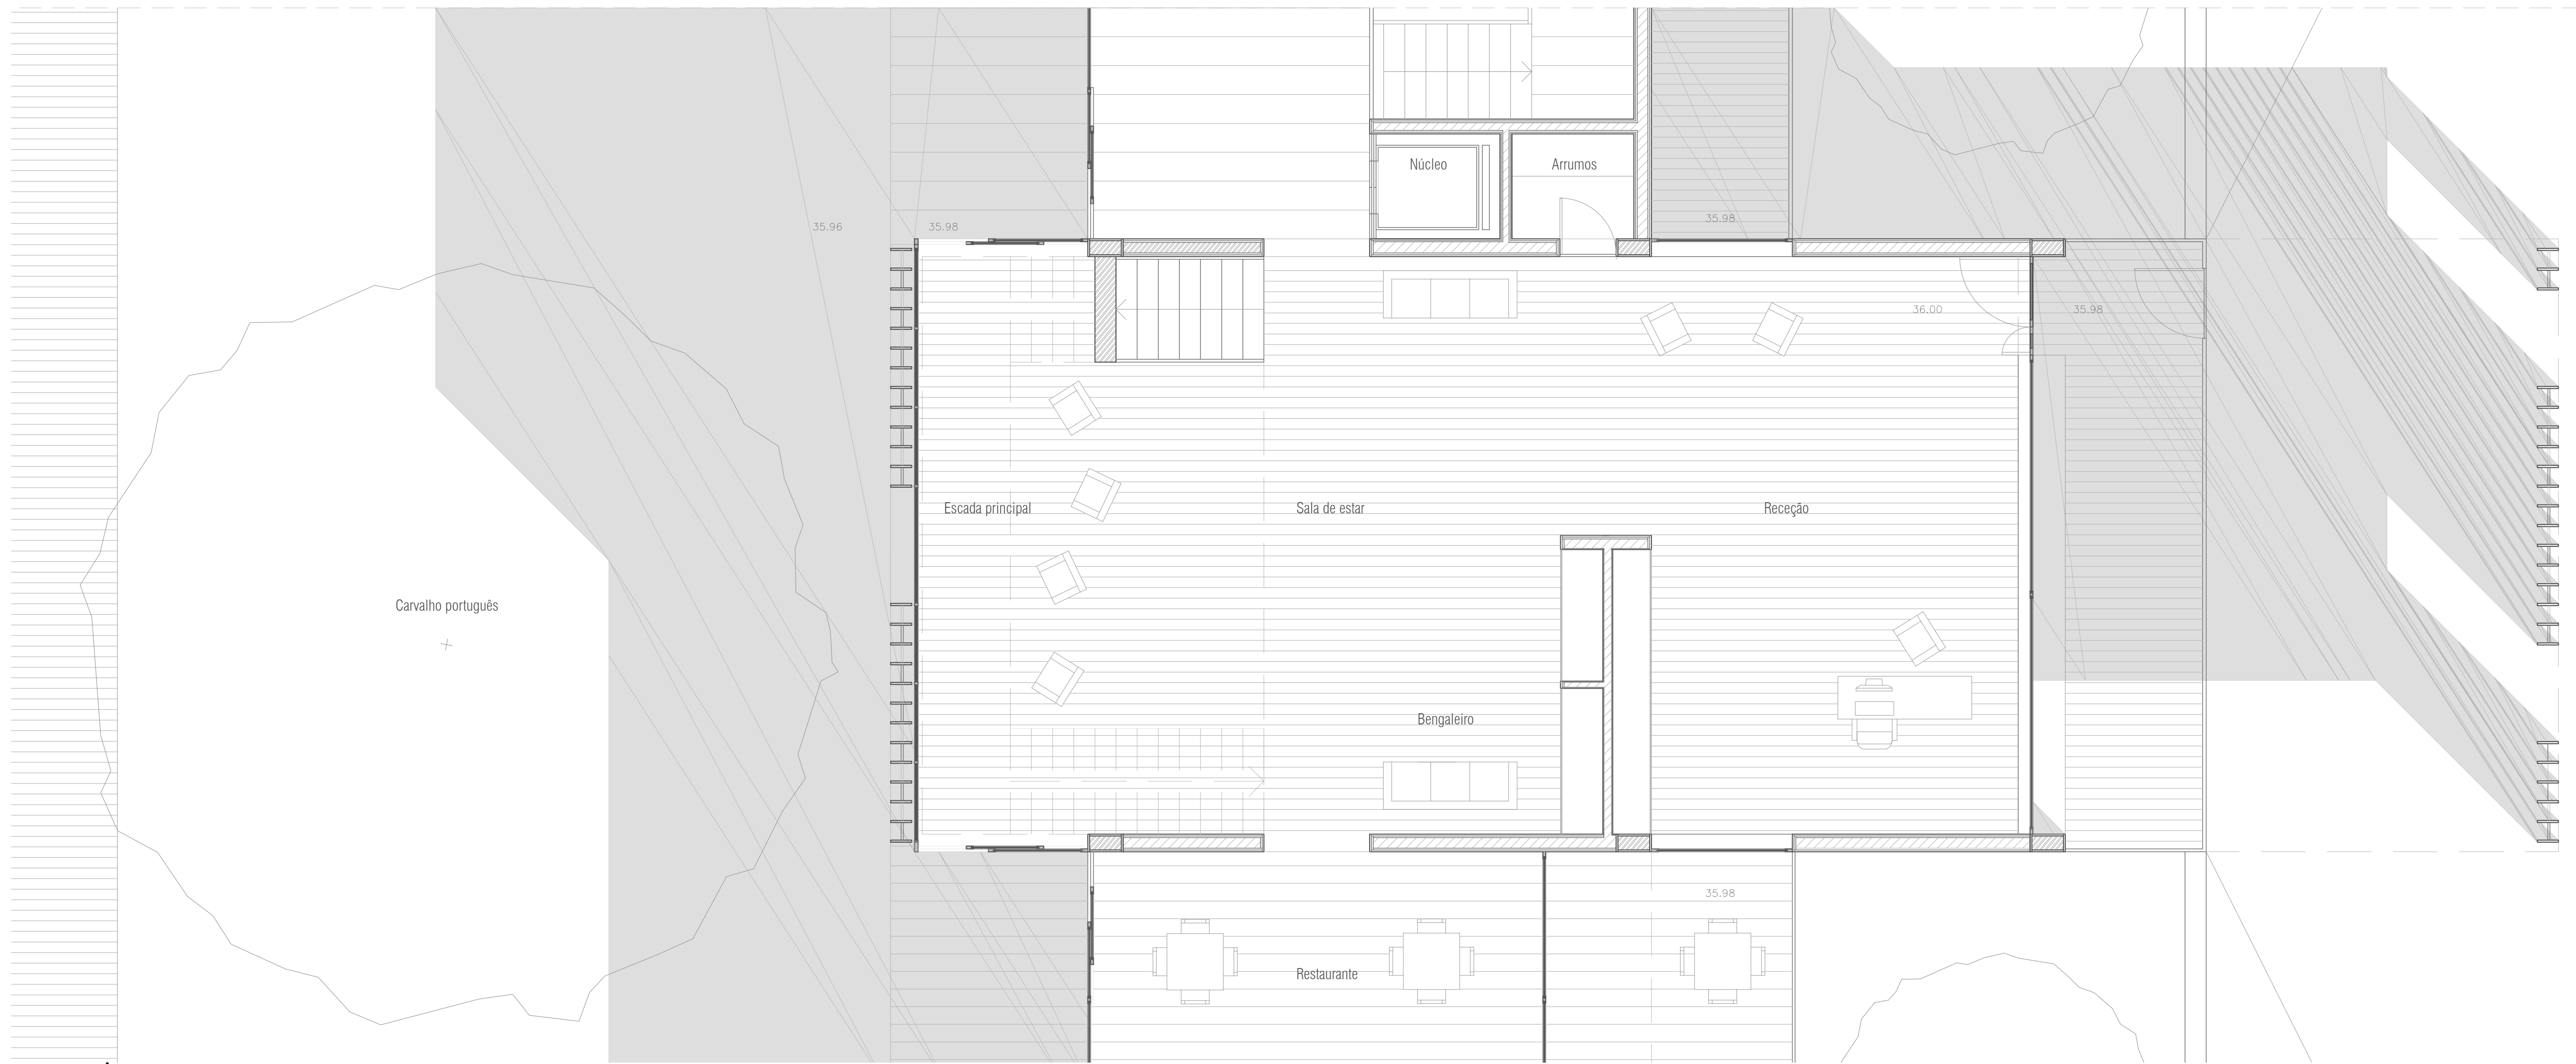 Núcleo
Arrumos
35.96
35.98
35.98
36.00
35.98
Escada principal
Sala de estar
Receção
Carvalho português
Bengaleiro
35.98
Restaurante